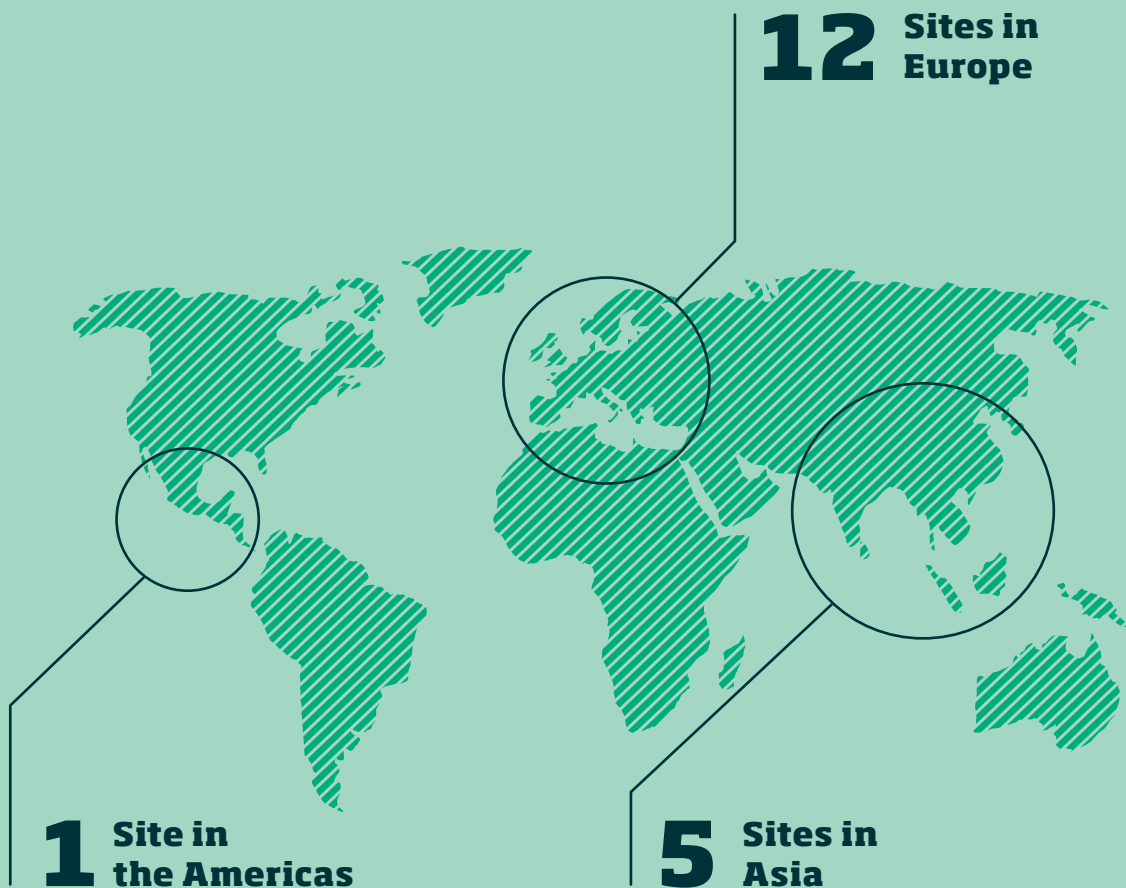 12 Sites in
Europe
1 Site in
the Americas
5 Sites in
Asia